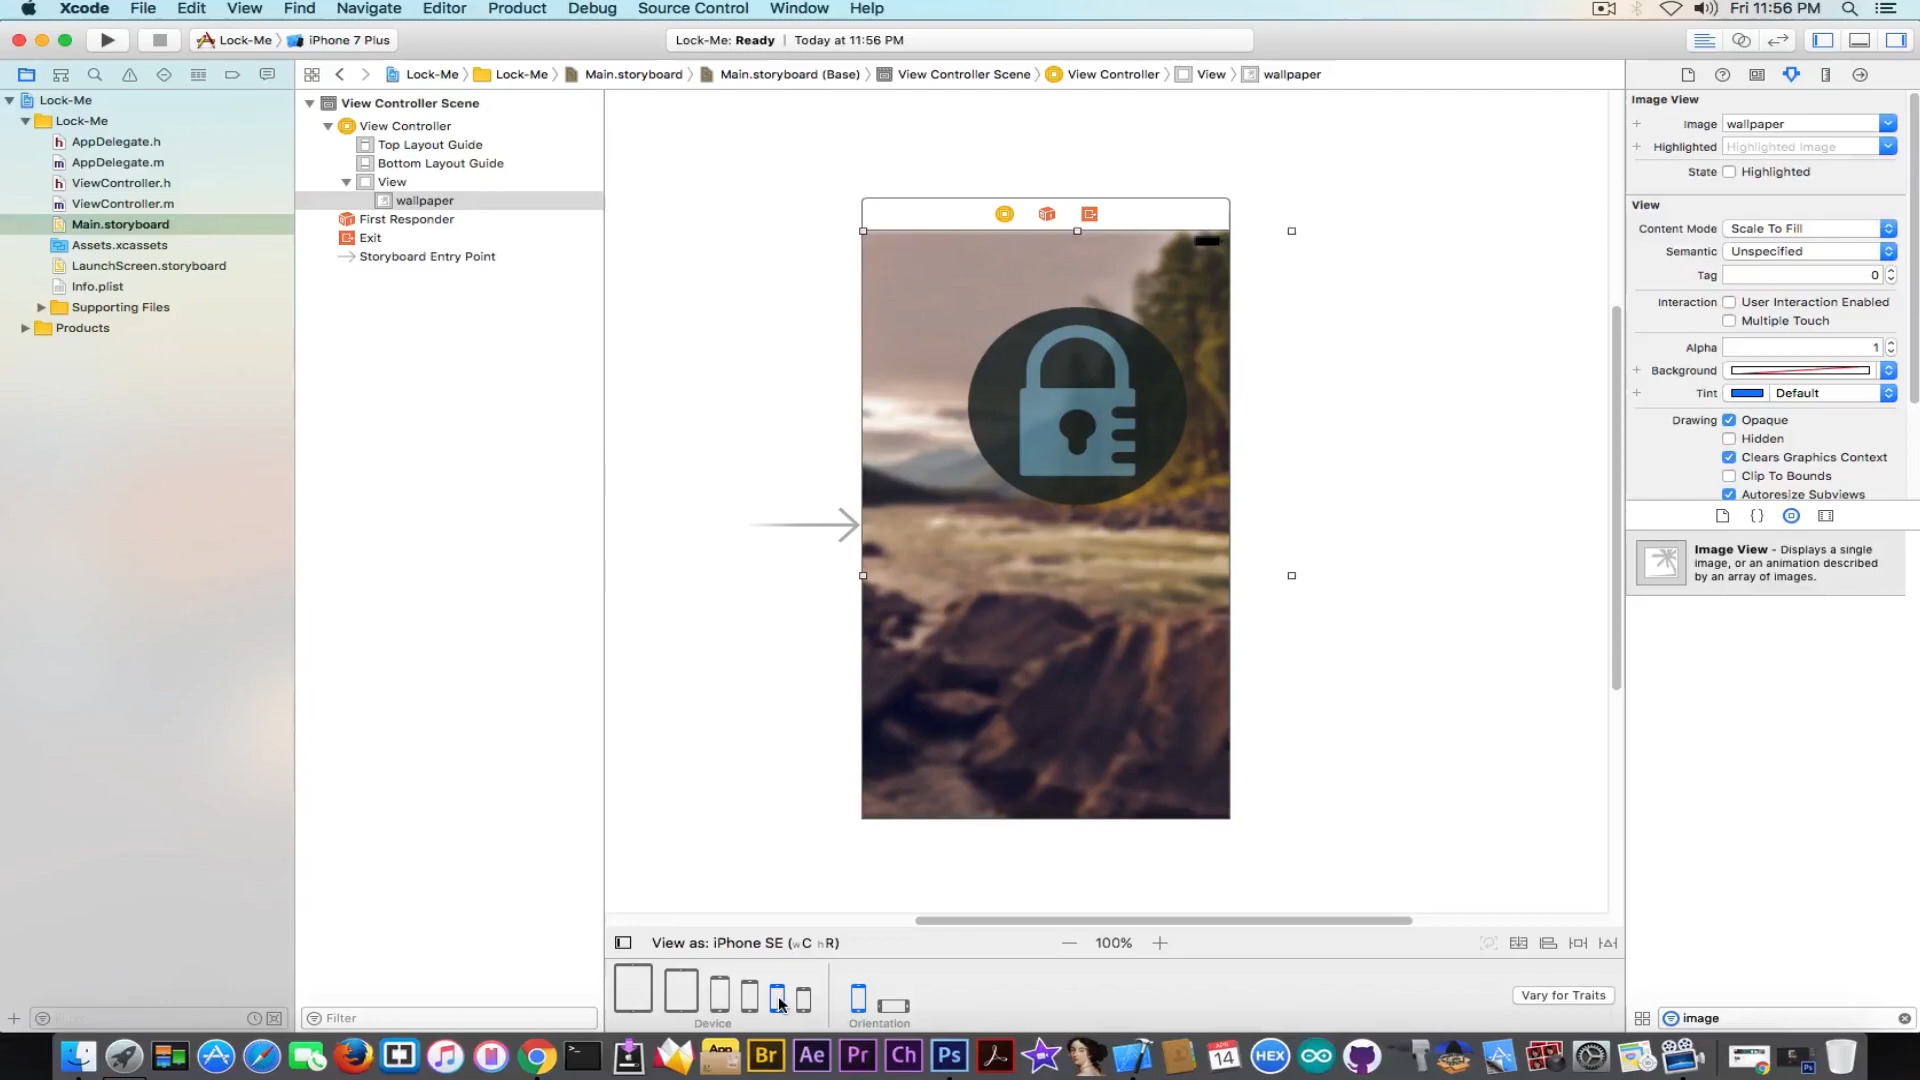 Xcode File Edit View Find Navigate Editor Product Debug Source Control Window Help Fri 11:56 PM
Lock-Me iPhone 7 Plus Lock-Me: Ready Today at 11:56 PM
Lock-Me Lock-Me Main.storyboard Main.storyboard (Base) View Controller Scene View Controller View wallpaper
Lock-Me
Lock-Me
AppDelegate.h
AppDelegate.m
ViewController.h
ViewController.m
Main.storyboard
Assets.xcassets
LaunchScreen.storyboard
Info.plist
Supporting Files
Products
View Controller Scene
View Controller
Top Layout Guide
Bottom Layout Guide
View
wallpaper
First Responder
Exit
Storyboard Entry Point
Filter
View as: iPhone SE (wC hR)
100%
Device
Orientation
Vary for Traits
Image View
Image wallpaper
Highlighted Highlighted Image
State Highlighted
View
Content Mode Scale To Fill
Semantic Unspecified
Tag 0
Interaction User Interaction Enabled
Multiple Touch
Alpha 1
Background
Tint Default
Drawing Opaque
Hidden
Clears Graphics Context
Clip To Bounds
Autoresize Subviews
{}
Image View - Displays a single
image, or an animation described
by an array of images.
image
App Br Ae Pr Ch Ps APR 14 HEX